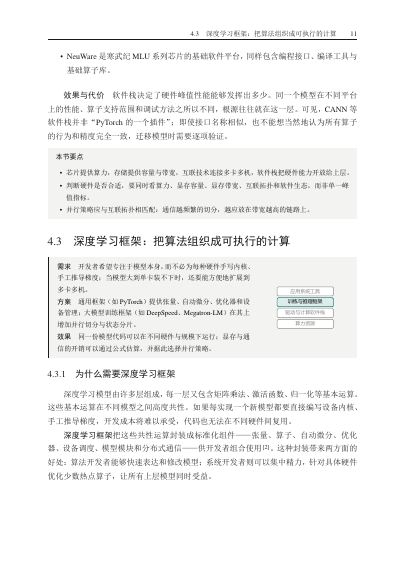 4.3 深度学习框架：把算法组织成可执行的计算 11
• NeuWare 是寒武纪 MLU 系列芯片的基础软件平台，同样包含编程接口、编译工具与
基础算子库。
效果与代价 软件栈决定了硬件峰值性能能够发挥出多少。同一个模型在不同平台
上的性能、算子支持范围和调试方法之所以不同，根源往往就在这一层。可见，CANN 等
软件栈并非“PyTorch 的一个插件”；即使接口名称相似，也不能想当然地认为所有算子
的行为和精度完全一致，迁移模型时需要逐项验证。
本节要点
• 芯片提供算力，存储提供容量与带宽，互联技术连接多卡多机，软件栈把硬件能力开放给上层。
• 判断硬件是否合适，要同时看算力、显存容量、显存带宽、互联拓扑和软件生态，而非单一峰
值指标。
• 并行策略应与互联拓扑相匹配：通信越频繁的切分，越应放在带宽越高的链路上。
4.3 深度学习框架：把算法组织成可执行的计算
需求 开发者希望专注于模型本身，而不必为每种硬件手写内核、
手工推导梯度；当模型大到单卡装不下时，还要能方便地扩展到
多卡多机。
方案 通用框架（如 PyTorch）提供张量、自动微分、优化器和设
备管理；大模型训练框架（如 DeepSpeed、Megatron-LM）在其上
增加并行切分与状态分片。
效果 同一份模型代码可以在不同硬件与规模下运行；显存与通
信的开销可以通过公式估算，并据此选择并行策略。
应用系统工具
训练与推理框架
驱动与计算软件栈
算力资源
4.3.1 为什么需要深度学习框架
深度学习模型由许多层组成，每一层又包含矩阵乘法、激活函数、归一化等基本运算。
这些基本运算在不同模型之间高度共性。如果每实现一个新模型都要直接编写设备内核、
手工推导梯度，开发成本将难以承受，代码也无法在不同硬件间复用。
深度学习框架把这些共性运算封装成标准化组件——张量、算子、自动微分、优化
器、设备调度、模型模块和分布式通信——供开发者组合使用[7]。这种封装带来两方面的
好处：算法开发者能够快速表达和修改模型；系统开发者则可以集中精力，针对具体硬件
优化少数热点算子，让所有上层模型同时受益。